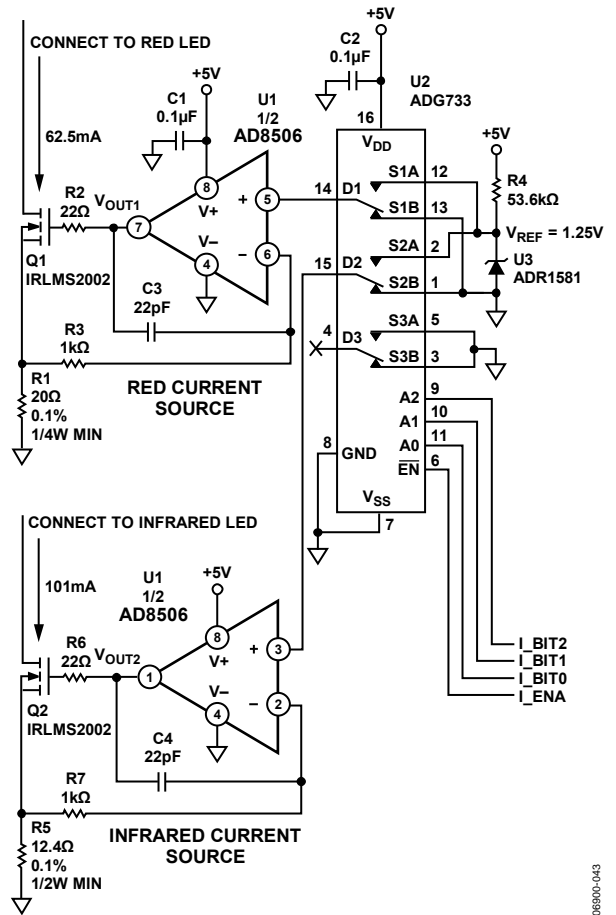 CONNECT TO RED LED
62.5mA
+5V
C1
0.1µF
U1
1/2
AD8506
R2
22Ω
VOUT1
7
8
V+
V–
4
+
5
–
6
Q1
IRLMS2002
C3
22pF
R3
1kΩ
R1
20Ω
0.1%
1/4W MIN
RED CURRENT
SOURCE
+5V
C2
0.1µF
U2
ADG733
16
VDD
14
D1
S1A
12
S1B
13
S2A
2
15
D2
S2B
1
S3A
5
4
D3
S3B
3
A2
9
A1
10
A0
11
EN
6
8
GND
VSS
7
+5V
R4
53.6kΩ
VREF = 1.25V
U3
ADR1581
I_BIT2
I_BIT1
I_BIT0
I_ENA
CONNECT TO INFRARED LED
101mA
U1
1/2
AD8506
+5V
R6
22Ω
VOUT2
1
8
V+
V–
4
+
3
–
2
Q2
IRLMS2002
C4
22pF
R7
1kΩ
R5
12.4Ω
0.1%
1/2W MIN
INFRARED CURRENT
SOURCE
06900-043